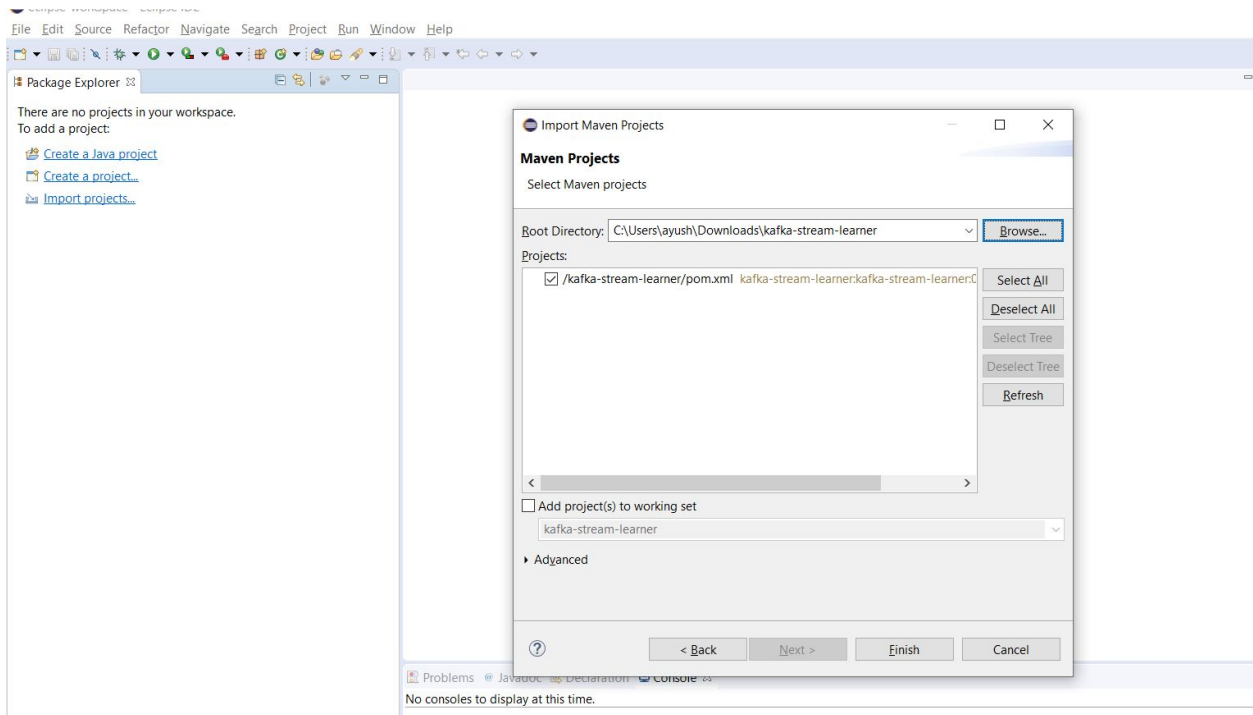 File Edit Source Refactor Navigate Search Project Run Window Help
Package Explorer
There are no projects in your workspace.
To add a project:
Create a Java project
Create a project...
Import projects...
Import Maven Projects
Maven Projects
Select Maven projects
Root Directory: C:\Users\ayush\Downloads\kafka-stream-learner Browse...
Projects:
/kafka-stream-learner/pom.xml kafka-stream-learner:kafka-stream-learner:0
Select All
Deselect All
Select Tree
Deselect Tree
Refresh
Add project(s) to working set
kafka-stream-learner
Advanced
< Back Next > Finish Cancel
Problems Javadoc Declaration Console
No consoles to display at this time.